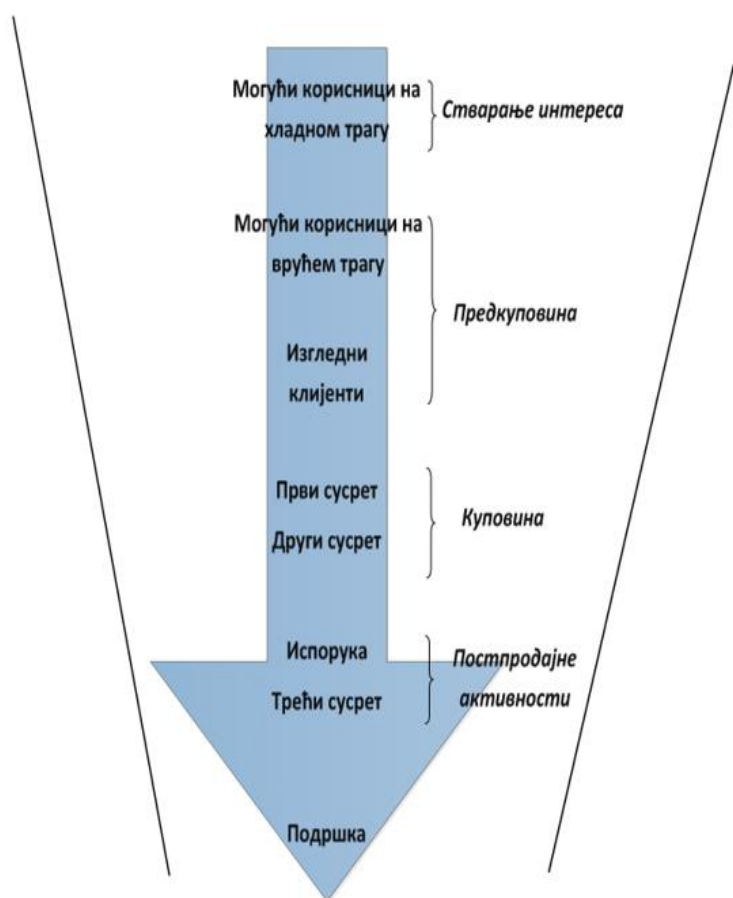 Могући корисници на
хладном трагу
Стварање интереса
Могући корисници на
врућем трагу
Предкуповина
Изгледни
клијенти
Први сусрет
Куповина
Други сусрет
Испорука
Постпродајне
активности
Трећи сусрет
Подршка